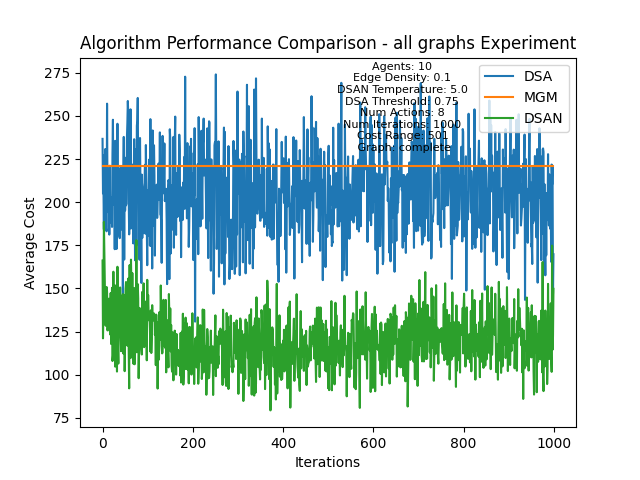 Algorithm Performance Comparison - all graphs Experiment
Agents: 10
Edge Density: 0.1
DSAN Temperature: 5.0
DSA Threshold: 0.75
Num Actions: 8
Num Iterations: 1000
Cost Range: 501
Graph: complete
DSA
MGM
DSAN
Average Cost
275
250
225
200
175
150
125
100
75
0
200
400
600
800
1000
Iterations